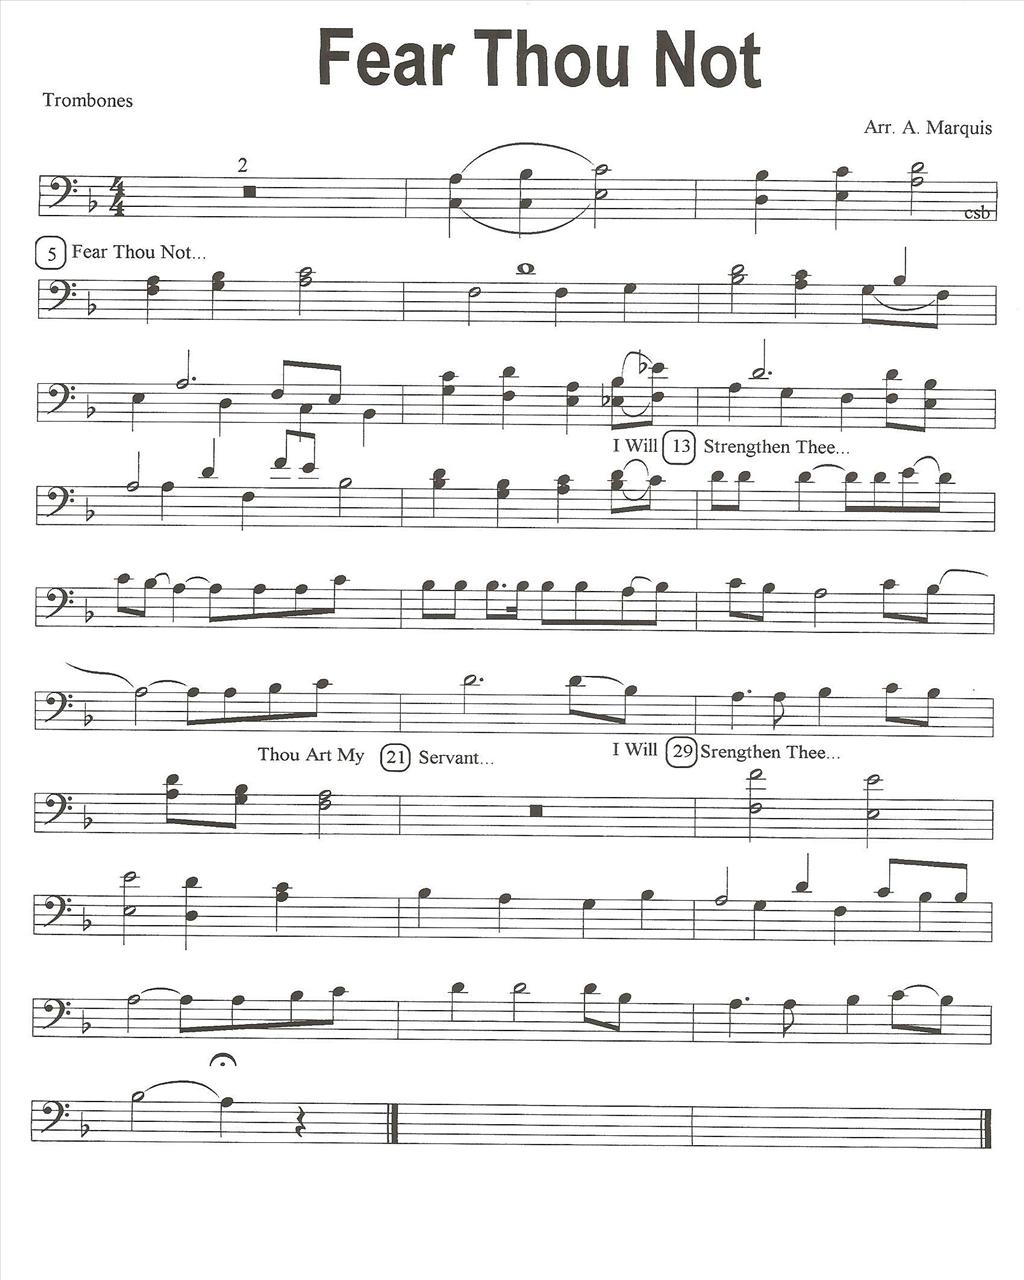 Fear Thou Not
Trombones
Arr. A. Marquis
4
4
2
csb
5 Fear Thou Not...
I Will 13 Strengthen Thee...
Thou Art My 21 Servant...
I Will 29 Srengthen Thee...